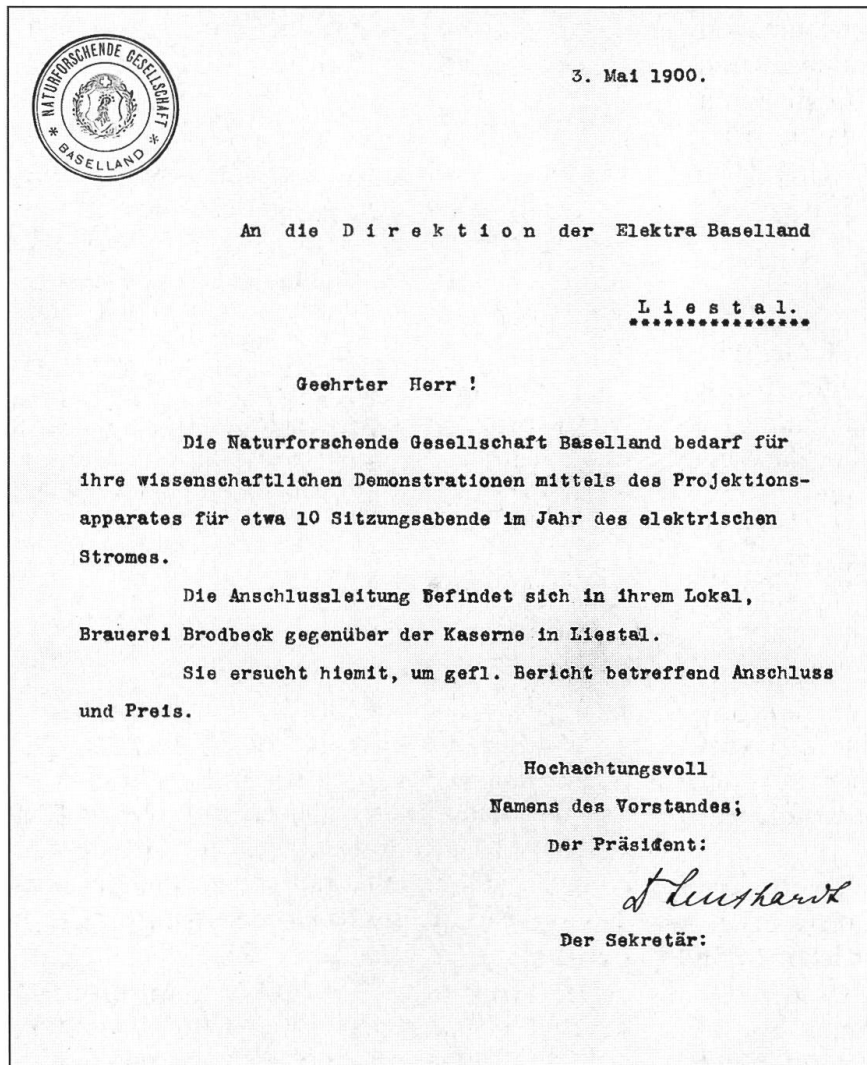 NATURFORSCHENDE GESELLSCHAFT
* BASELLAND *
3. Mai 1900.
An die D i r e k t i o n der Elektra Baselland
L i e s t a l.
Geehrter Herr !
Die Naturforschende Gesellschaft Baselland bedarf für
ihre wissenschaftlichen Demonstrationen mittels des Projektions-
apparates für etwa 10 Sitzungsabende im Jahr des elektrischen
Stromes.
Die Anschlussleitung Befindet sich in ihrem Lokal,
Brauerei Brodbeck gegenüber der Kaserne in Liestal.
Sie ersucht hiemit, um gefl. Bericht betreffend Anschluss
und Preis.
Hochachtungsvoll
Namens des Vorstandes;
Der Präsident:
Der Sekretär: